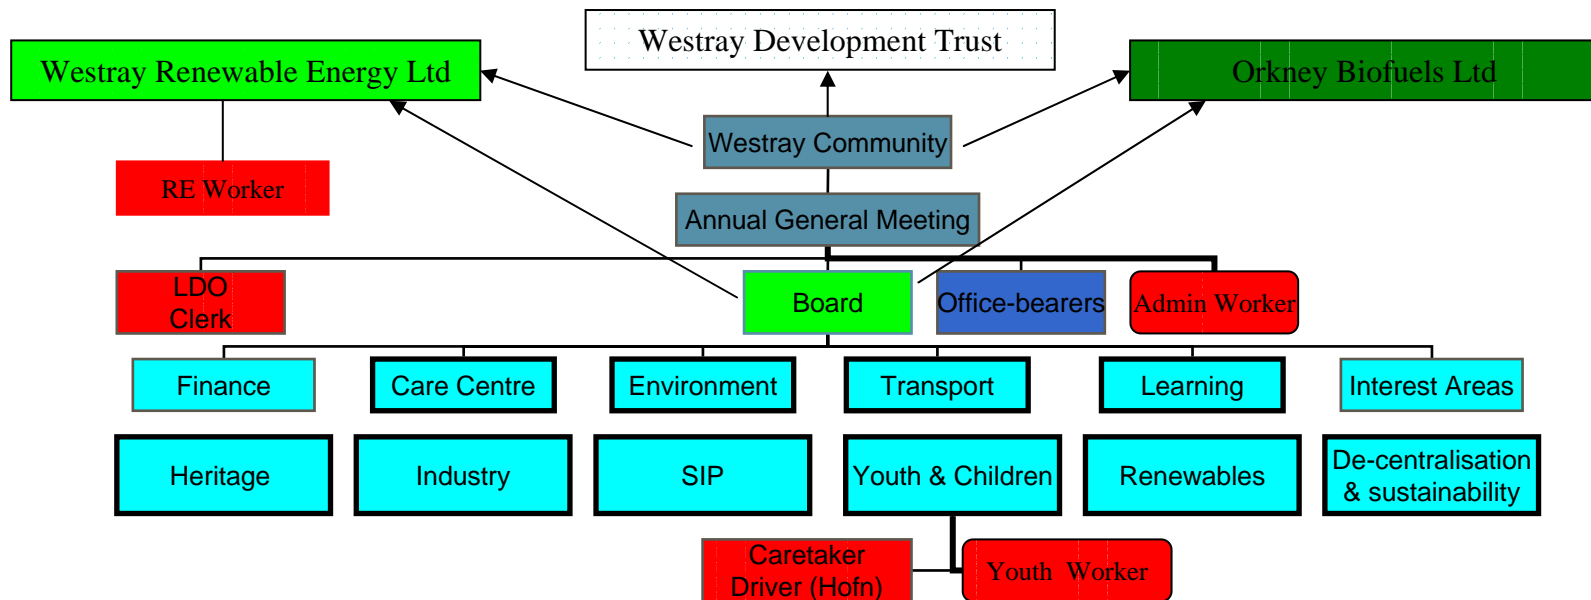 Westray Development Trust
Westray Renewable Energy Ltd
Orkney Biofuels Ltd
Westray Community
RE Worker
Annual General Meeting
LDO
Clerk
Board
Office-bearers
Admin Worker
Finance
Care Centre
Environment
Transport
Learning
Interest Areas
Heritage
Industry
SIP
Youth & Children
Renewables
De-centralisation
& sustainability
Caretaker
Driver (Hofn)
Youth Worker